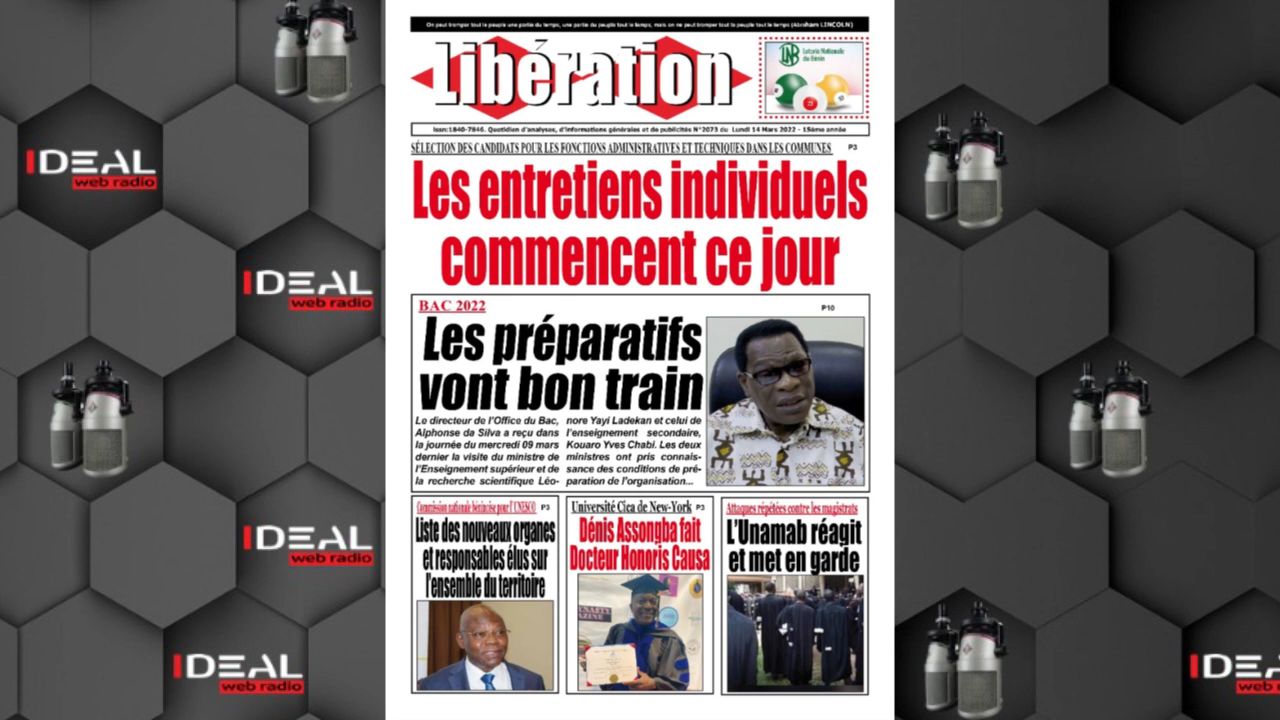 On peut tromper tout le peuple une partie du temps, une partie du peuple tout le temps, mais on ne peut tromper tout le peuple tout le temps (Abraham LINCOLN)
Libération
LNB
Loterie Nationale
du Bénin
Issn:1840-7846. Quotidien d'analyses, d'informations générales et de publicités N°2073 du Lundi 14 Mars 2022 - 15ème année
SÉLECTION DES CANDIDATS POUR LES FONCTIONS ADMINISTRATIVES ET TECHNIQUES DANS LES COMMUNES P3
Les entretiens individuels
commencent ce jour
BAC 2022 P10
Les préparatifs
vont bon train
Le directeur de l'Office du Bac,
Alphonse da Silva a reçu dans
la journée du mercredi 09 mars
dernier la visite du ministre de
l'Enseignement supérieur et de
la recherche scientifique Léo-
nore Yayi Ladekan et celui de
l'enseignement secondaire,
Kouaro Yves Chabi. Les deux
ministres ont pris connais-
sance des conditions de pré-
paration de l'organisation...
Commission nationale béninoise pour l'UNESCO P3
Liste des nouveaux organes
et responsables élus sur
l'ensemble du territoire
Université Cica de New-York P3
Dénis Assongba fait
Docteur Honoris Causa
Attaques répétées contre les magistrats
L'Unamab réagit
et met en garde
IDEAL
web radio
IDEAL
web radio
IDEAL
web radio
IDEAL
web radio
IDEA
web r